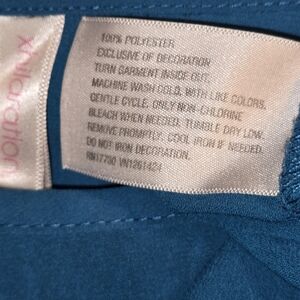 Xhilaration
100% POLYESTER
EXCLUSIVE OF DECORATION
TURN GARMENT INSIDE OUT.
MACHINE WASH COLD, WITH LIKE COLORS,
GENTLE CYCLE. ONLY NON-CHLORINE
BLEACH WHEN NEEDED. TUMBLE DRY LOW.
REMOVE PROMPTLY. COOL IRON IF NEEDED.
DO NOT IRON DECORATION.
RN17730 VN1261424